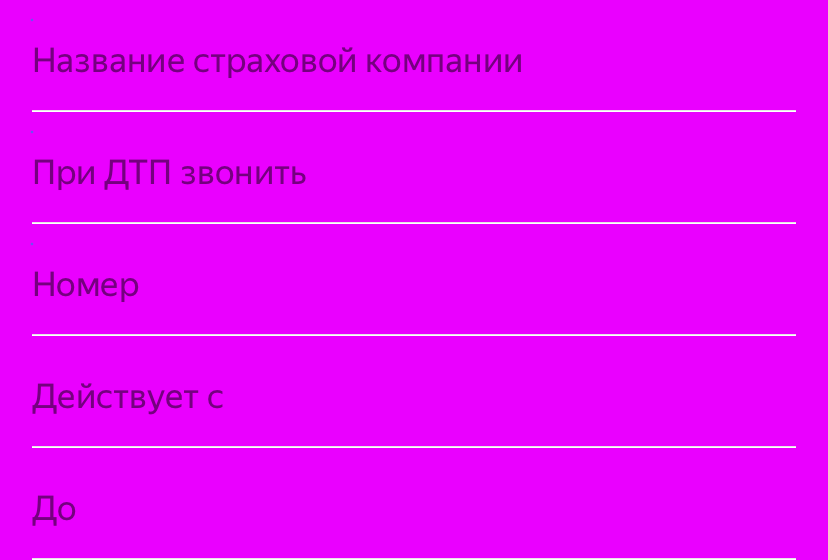 Название страховой компании
При ДТП звонить
Номер
Действует с
До